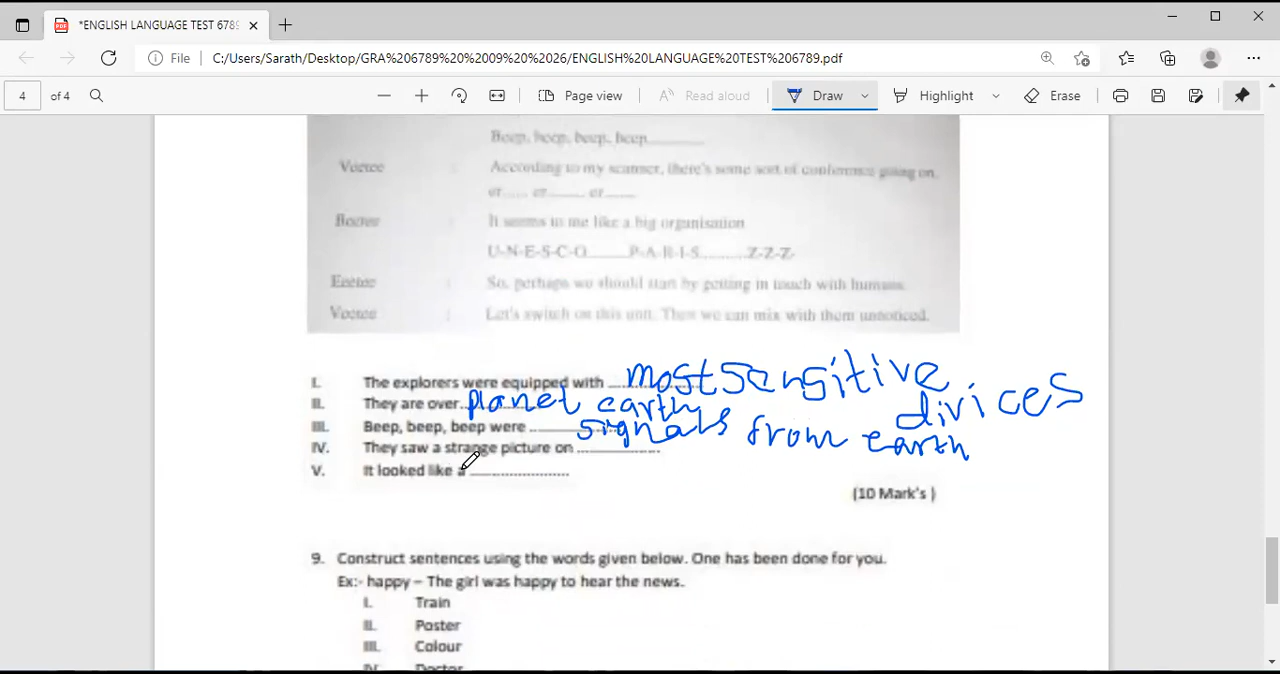 *ENGLISH LANGUAGE TEST 6789
File C:/Users/Sarath/Desktop/GRA%206789%20%2009%20%2026/ENGLISH%20LANGUAGE%20TEST%206789.pdf
4 of 4 Page view Read aloud Draw Highlight Erase
Beep, beep, beep, beep..........
Voctec : According to my scanner, there's some sort of conference going on.
er..... er......... er.......
It seems to me like a big organisation
U-N-E-S-C-O.........P-A-R-I-S..........Z-Z-Z-
: So, perhaps we should start by getting in touch with humans.
: Let's switch on this unit. Then we can mix with them unnoticed.
I. The explorers were equipped with .................... most sensitive
II. They are over.................... planet earth divices
III. Beep, beep, beep were .................... signals from earth
IV. They saw a strange picture on ....................
V. It looked like a ........................
(10 Mark's )
9. Construct sentences using the words given below. One has been done for you.
Ex:- happy – The girl was happy to hear the news.
I. Train
II. Poster
III. Colour
IV. Doctor